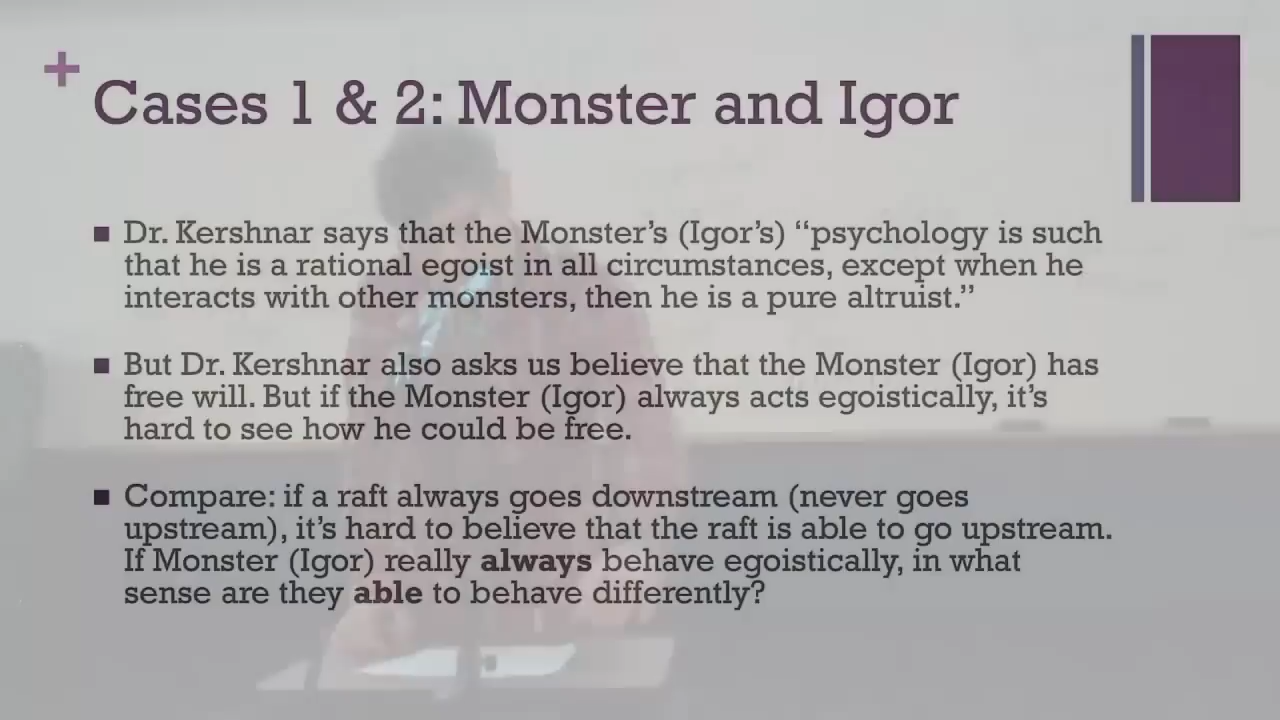 Cases 1 & 2: Monster and Igor
Dr. Kershnar says that the Monster's (Igor's) “psychology is such
that he is a rational egoist in all circumstances, except when he
interacts with other monsters, then he is a pure altruist.”
But Dr. Kershnar also asks us believe that the Monster (Igor) has
free will. But if the Monster (Igor) always acts egoistically, it's
hard to see how he could be free.
Compare: if a raft always goes downstream (never goes
upstream), it's hard to believe that the raft is able to go upstream.
If Monster (Igor) really always behave egoistically, in what
sense are they able to behave differently?